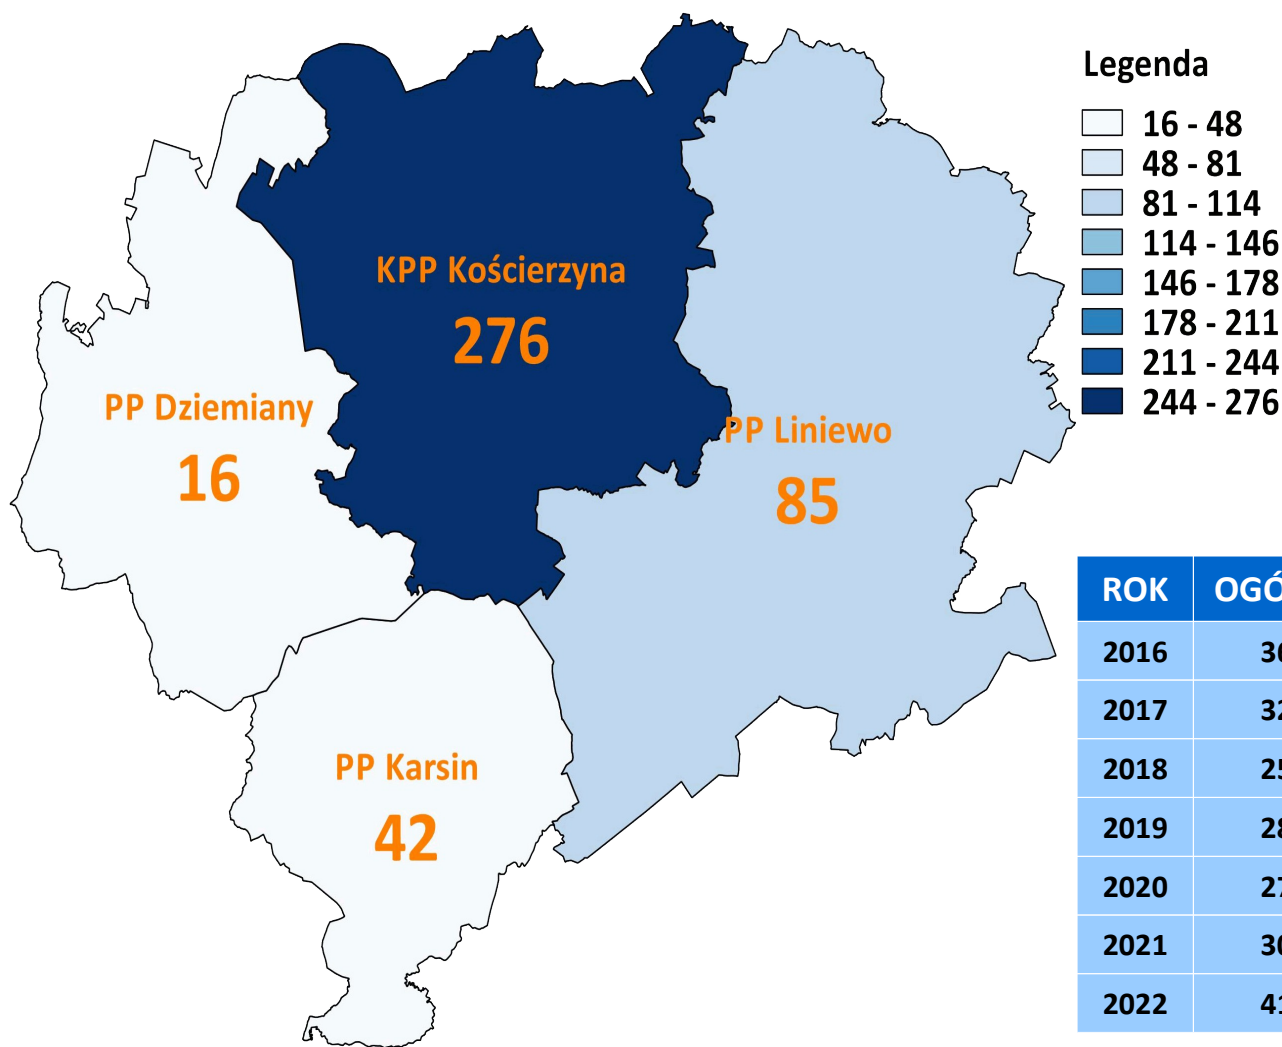 Legenda
16 - 48
48 - 81
81 - 114
114 - 146
146 - 178
178 - 211
211 - 244
244 - 276
KPP Kościerzyna
276
PP Dziemiany
16
PP Liniewo
85
PP Karsin
42
ROK
2016
2017
2018
2019
2020
2021
2022